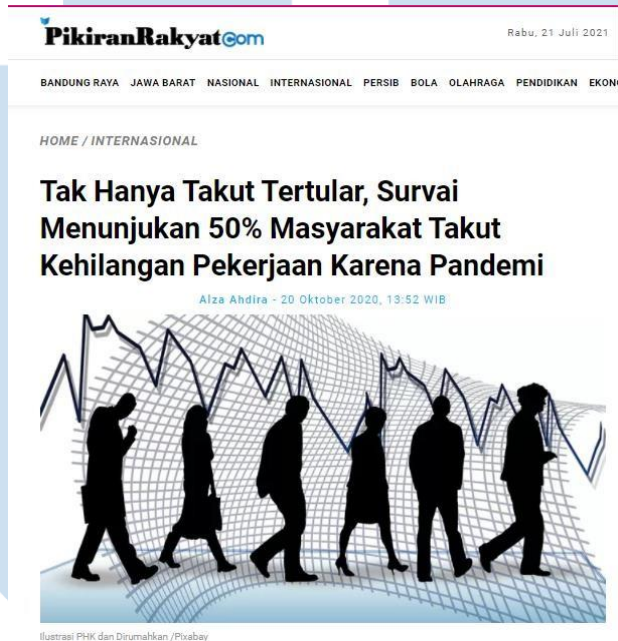 PikiranRakyatcom
Rabu, 21 Juli 2021
BANDUNG RAYA JAWA BARAT NASIONAL INTERNASIONAL PERSIB BOLA OLAHRAGA PENDIDIKAN EKON
HOME / INTERNASIONAL
Tak Hanya Takut Tertular, Survai
Menunjukan 50% Masyarakat Takut
Kehilangan Pekerjaan Karena Pandemi
Alza Ahdira - 20 Oktober 2020, 13:52 WIB
Ilustrasi PHK dan Dirumahkan /Pixabay